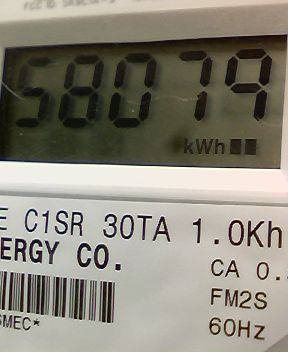 58079
kWh
E C1SR 30TA 1.0Kh
ERGY CO.
CA 0.
FM2S
SMEC*
60Hz